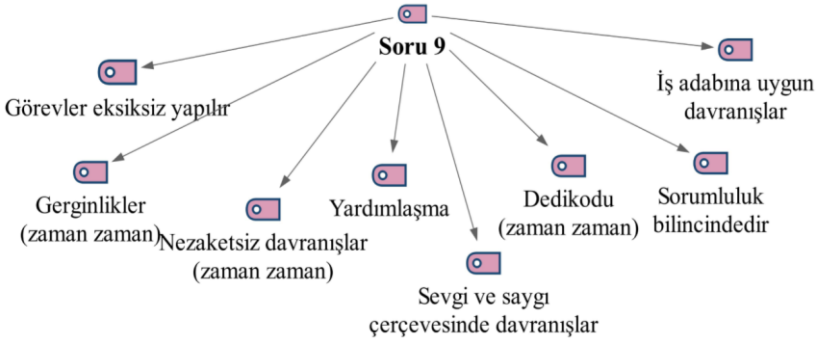 Soru 9
Görevler eksiksiz yapılır
İş adabına uygun
davranışlar
Gerginlikler
(zaman zaman)
Nezaketsiz davranışlar
(zaman zaman)
Yardımlaşma
Sevgi ve saygı
çerçevesinde davranışlar
Dedikodu
(zaman zaman)
Sorumluluk
bilincindedir